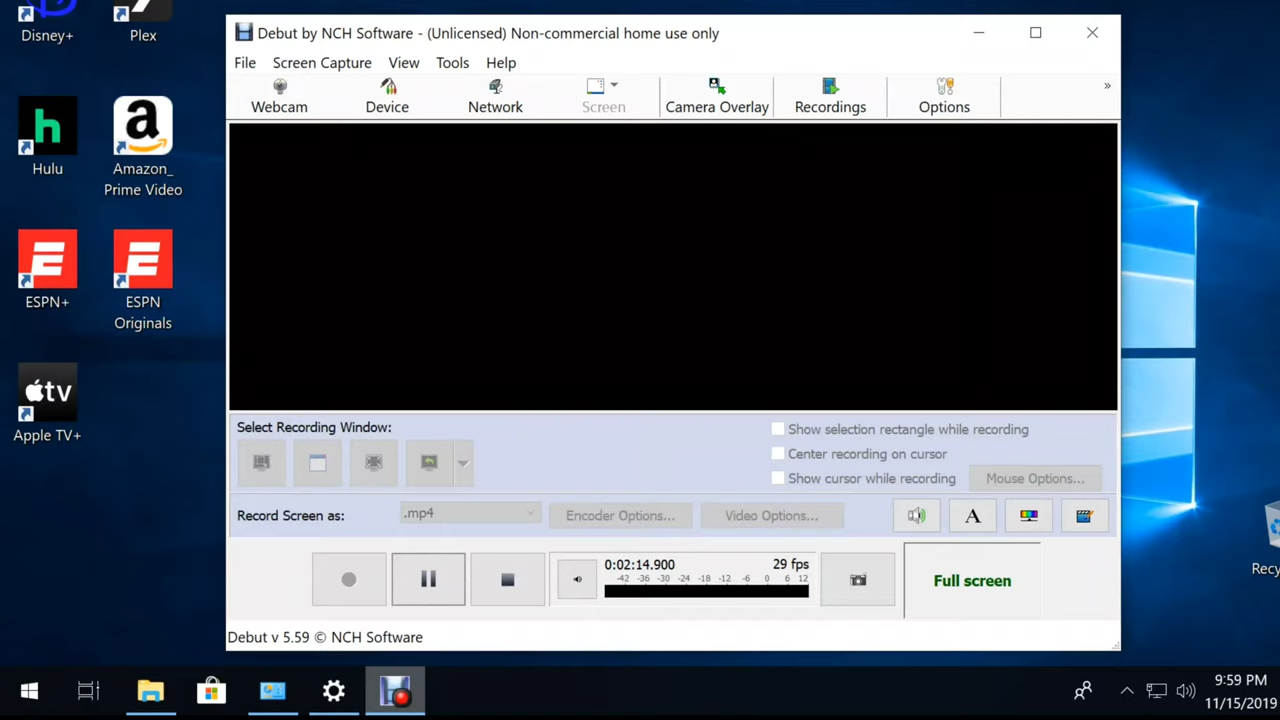 Disney+
Plex
Hulu
Amazon_
Prime Video
ESPN+
ESPN
Originals
tv
Apple TV+
Debut by NCH Software - (Unlicensed) Non-commercial home use only
File Screen Capture View Tools Help
Webcam Device Network Screen Camera Overlay Recordings Options »
Select Recording Window:
Show selection rectangle while recording
Center recording on cursor
Show cursor while recording Mouse Options...
Record Screen as: .mp4 Encoder Options... Video Options... A
0:02:14.900 29 fps
-42 -36 -30 -24 -18 -12 -6 0 6 12
Full screen
Debut v 5.59 © NCH Software
Recy
9:59 PM
11/15/2019